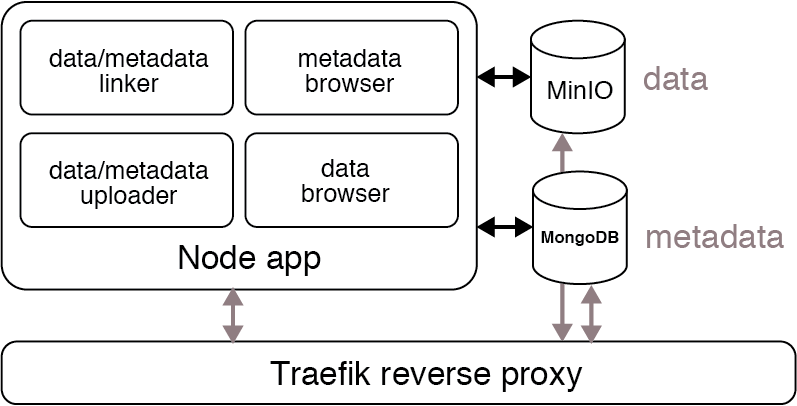 data/metadata
linker
metadata
browser
MinIO
data
data/metadata
uploader
data
browser
MongoDB
metadata
Node app
Traefik reverse proxy